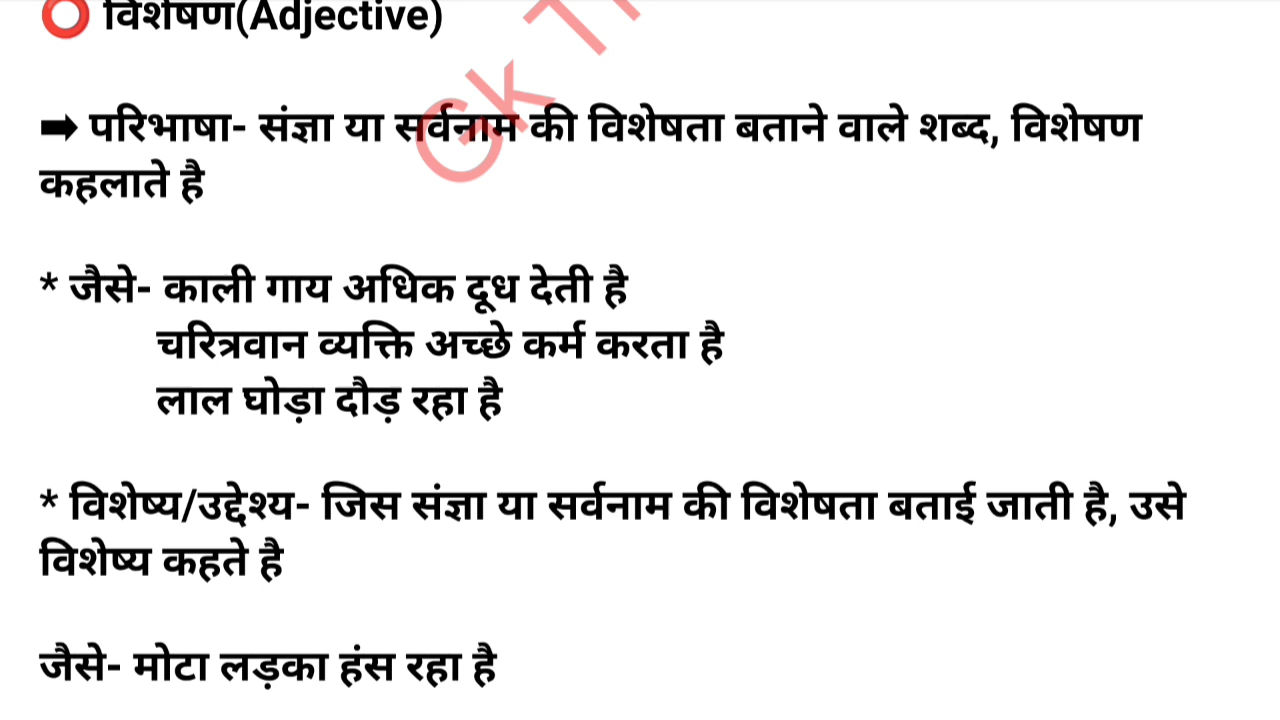 ⭕ विशेषण(Adjective)
➡ परिभाषा- संज्ञा या सर्वनाम की विशेषता बताने वाले शब्द, विशेषण
कहलाते है
* जैसे- काली गाय अधिक दूध देती है
चरित्रवान व्यक्ति अच्छे कर्म करता है
लाल घोड़ा दौड़ रहा है
* विशेष्य/उद्देश्य- जिस संज्ञा या सर्वनाम की विशेषता बताई जाती है, उसे
विशेष्य कहते है
जैसे- मोटा लड़का हंस रहा है
Gk